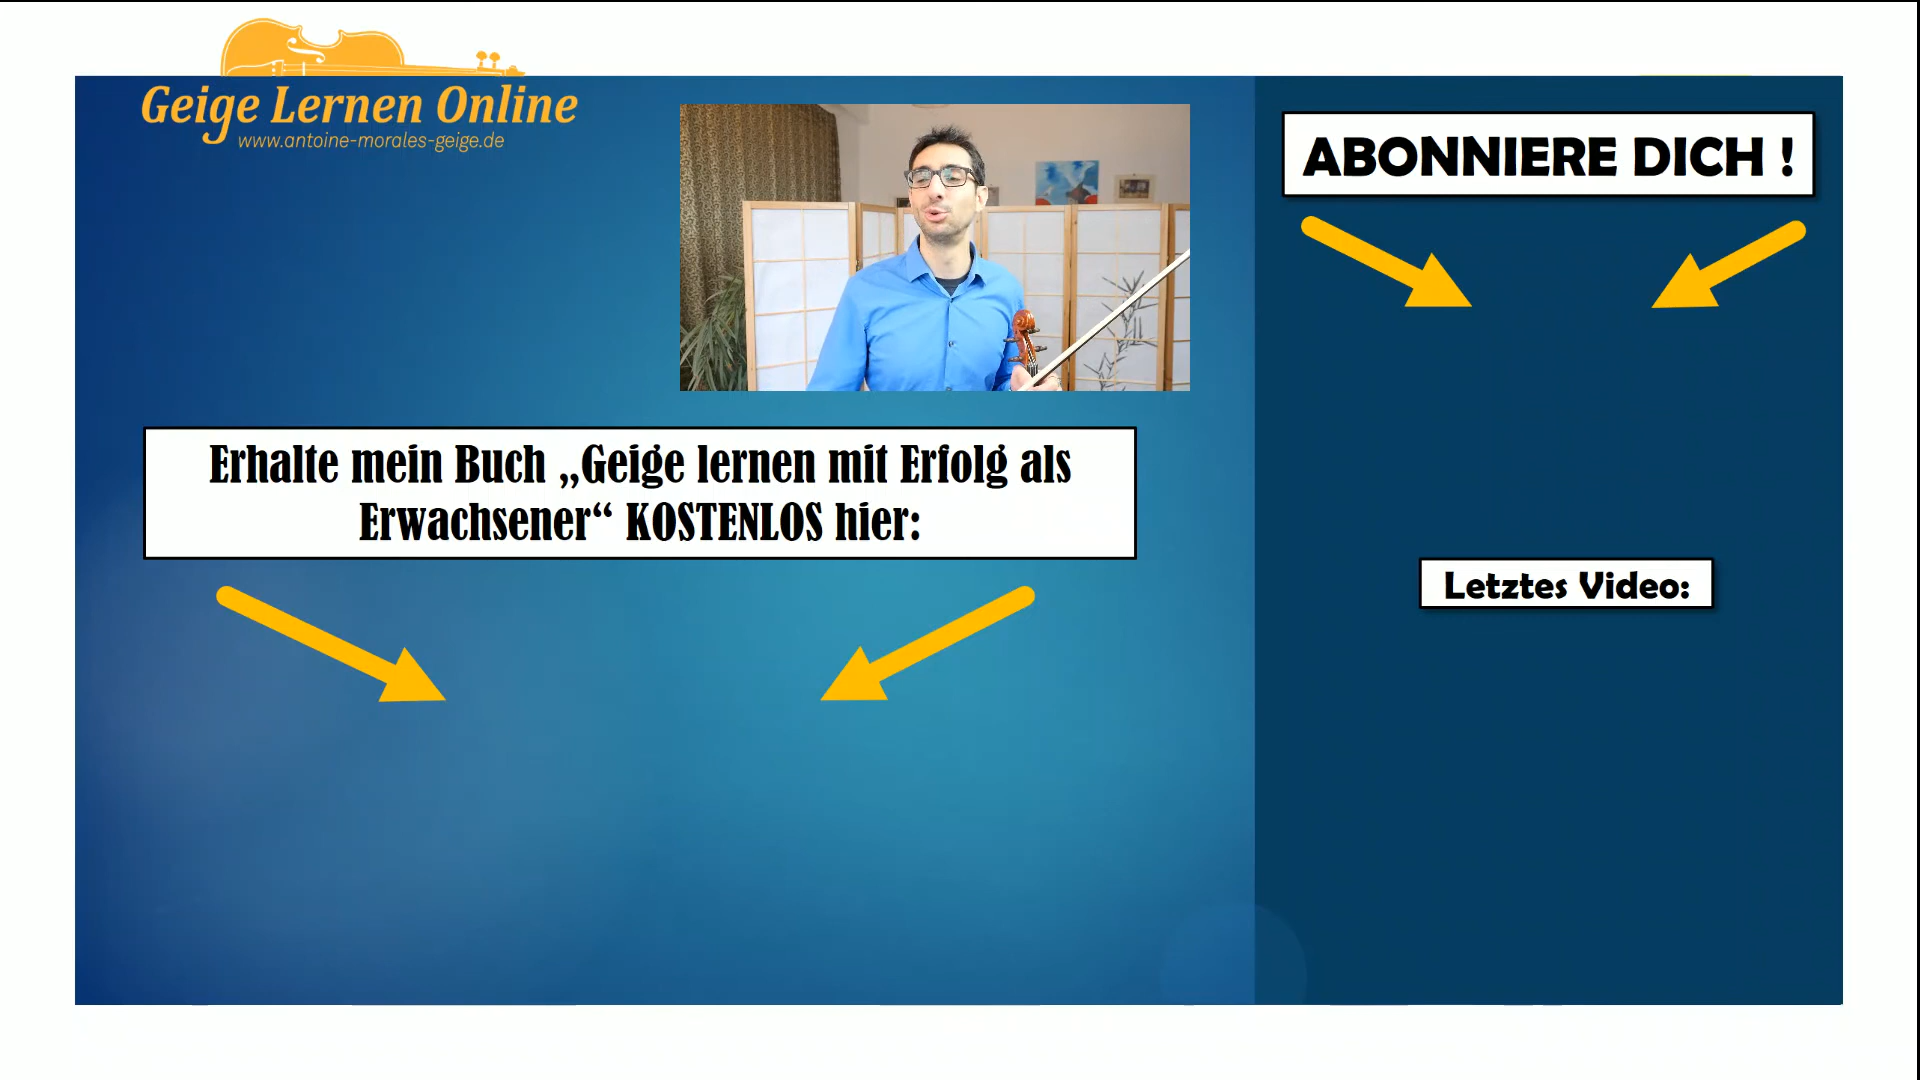 Geige Lernen Online
www.antoine-morales-geige.de
ABONNIERE DICH !
Erhalte mein Buch „Geige lernen mit Erfolg als
Erwachsener“ KOSTENLOS hier:
Letztes Video: